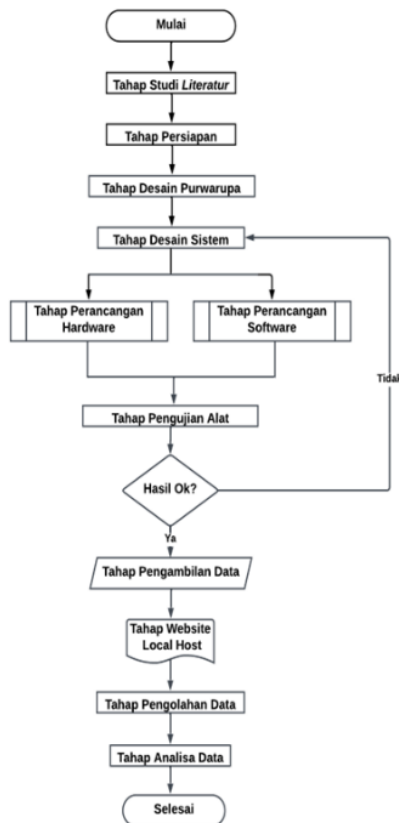 Mulai
Tahap Studi Literatur
Tahap Persiapan
Tahap Desain Purwarupa
Tahap Desain Sistem
Tahap Perancangan
Hardware
Tahap Perancangan
Software
Tidak
Tahap Pengujian Alat
Hasil Ok?
Ya
Tahap Pengambilan Data
Tahap Website
Local Host
Tahap Pengolahan Data
Tahap Analisa Data
Selesai